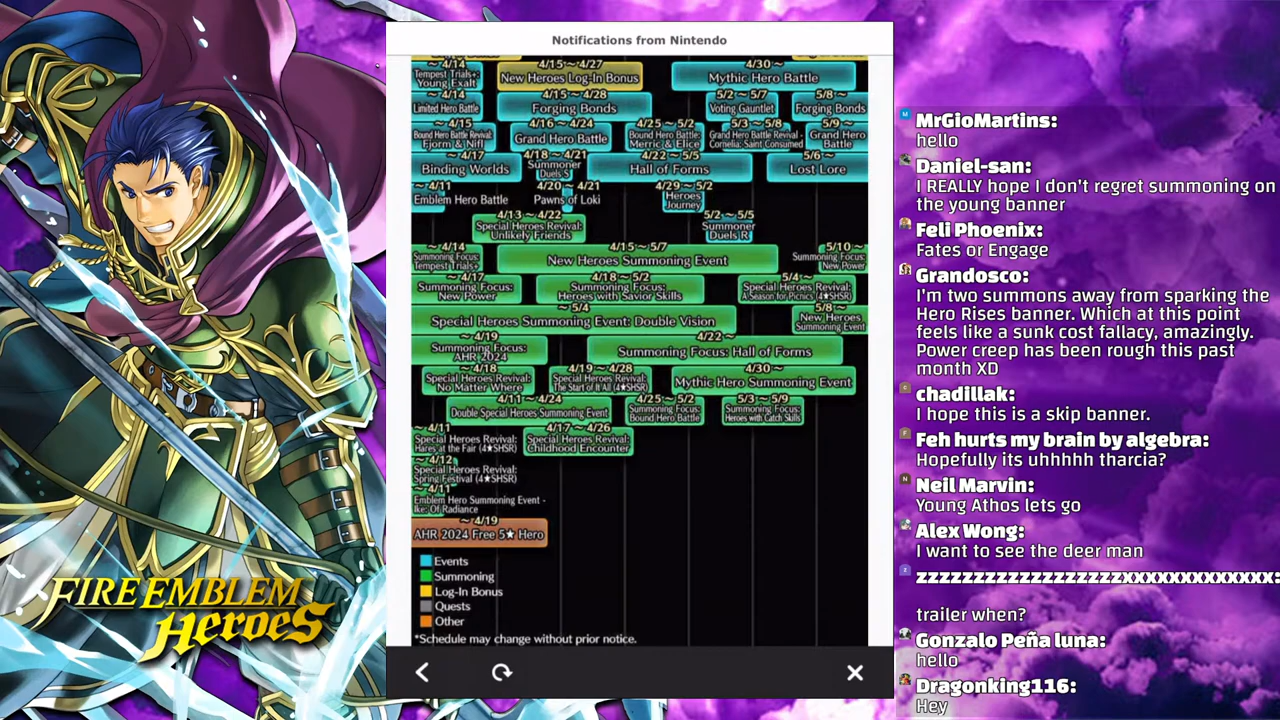 Notifications from Nintendo
~ 4/14
Tempest Trials+:
Young Exalt
4/15 ~ 4/27
New Heroes Log-In Bonus
4/30 ~
Mythic Hero Battle
~ 4/14
Limited Hero Battle
4/15 ~ 4/28
Forging Bonds
5/2 ~ 5/7
Voting Gauntlet
5/8 ~
Forging Bonds
~ 4/15
Bound Hero Battle Revival:
Fjorm & Nifl
4/16 ~ 4/24
Grand Hero Battle
4/25 ~ 5/2
Bound Hero Battle:
Merric & Elice
5/3 ~ 5/8
Grand Hero Battle Revival -
Cornelia: Saint Consumed
5/9 ~
Grand Hero
Battle
~ 4/17
Binding Worlds
4/18 ~ 4/21
Summoner
Duels S
4/22 ~ 5/5
Hall of Forms
5/6 ~
Lost Lore
~ 4/11
Emblem Hero Battle
4/20 ~ 4/21
Pawns of Loki
4/29 ~ 5/2
Heroes
Journey
4/13 ~ 4/22
Special Heroes Revival:
Unlikely Friends
5/2 ~ 5/5
Summoner
Duels R
~ 4/14
Summoning Focus:
Tempest Trials+
4/15 ~ 5/7
New Heroes Summoning Event
5/10 ~
Summoning Focus:
New Power
~ 4/17
Summoning Focus:
New Power
4/18 ~ 5/2
Summoning Focus:
Heroes with Savior Skills
5/4 ~
Special Heroes Revival:
A Season for Picnics (4★SHSR)
~ 5/4
Special Heroes Summoning Event: Double Vision
5/8 ~
New Heroes
Summoning Event
~ 4/19
Summoning Focus:
AHR 2024
4/22 ~
Summoning Focus: Hall of Forms
~ 4/18
Special Heroes Revival:
No Matter Where
4/19 ~ 4/28
Special Heroes Revival:
The Start of It All (4★SHSR)
4/30 ~
Mythic Hero Summoning Event
4/11 ~ 4/24
Double Special Heroes Summoning Event
4/25 ~ 5/2
Summoning Focus:
Bound Hero Battle
5/3 ~ 5/9
Summoning Focus:
Heroes with Catch Skills
~ 4/11
Special Heroes Revival:
Hares at the Fair (4★SHSR)
4/17 ~ 4/26
Special Heroes Revival:
Childhood Encounter
~ 4/12
Special Heroes Revival:
Spring Festival (4★SHSR)
~ 4/11
Emblem Hero Summoning Event -
Ike: Of Radiance
~ 4/19
AHR 2024 Free 5★ Hero
Events
Summoning
Log-In Bonus
Quests
Other
*Schedule may change without prior notice.
FIRE EMBLEM
Heroes
MrGioMartins:
hello
Daniel-san:
I REALLY hope I don't regret summoning on
the young banner
Feli Phoenix:
Fates or Engage
Grandosco:
I'm two summons away from sparking the
Hero Rises banner. Which at this point
feels like a sunk cost fallacy, amazingly.
Power creep has been rough this past
month XD
chadillak:
I hope this is a skip banner.
Feh hurts my brain by algebra:
Hopefully its uhhhhh tharcia?
Neil Marvin:
Young Athos lets go
Alex Wong:
I want to see the deer man
zzzzzzzzzzzzzzzzzzxxxxxxxxxxxxx:
trailer when?
Gonzalo Peña luna:
hello
Dragonking116:
Hey